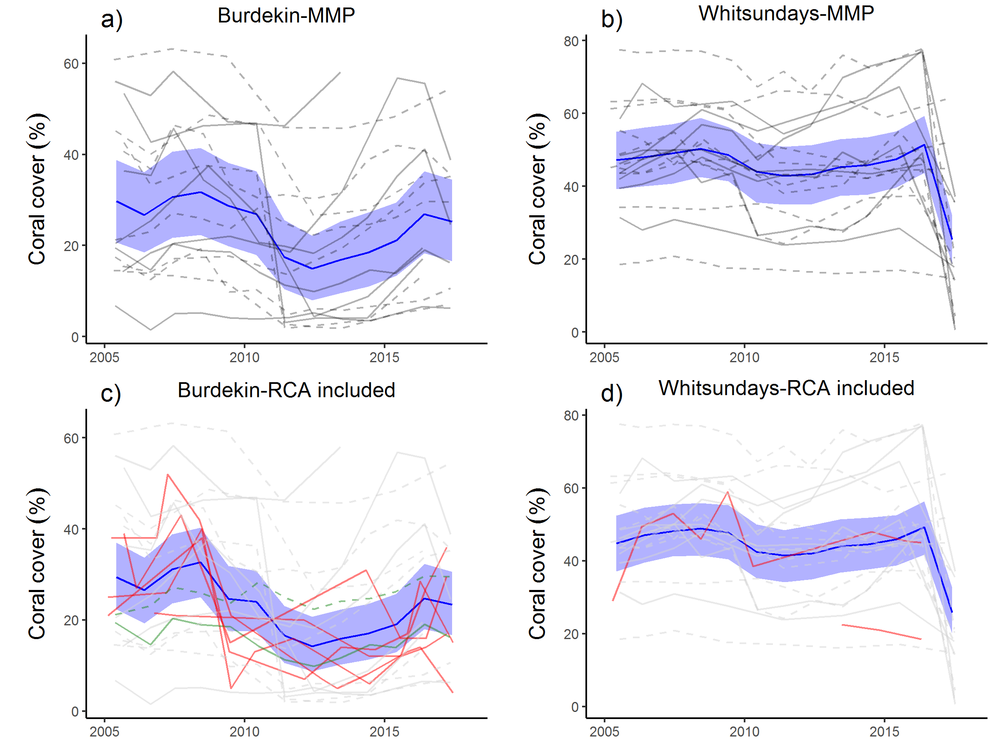 a) Burdekin-MMP
Coral cover (%)
60
40
20
0
2005 2010 2015
b) Whitsundays-MMP
Coral cover (%)
80
60
40
20
0
2005 2010 2015
c) Burdekin-RCA included
Coral cover (%)
60
40
20
0
2005 2010 2015
d) Whitsundays-RCA included
Coral cover (%)
80
60
40
20
0
2005 2010 2015